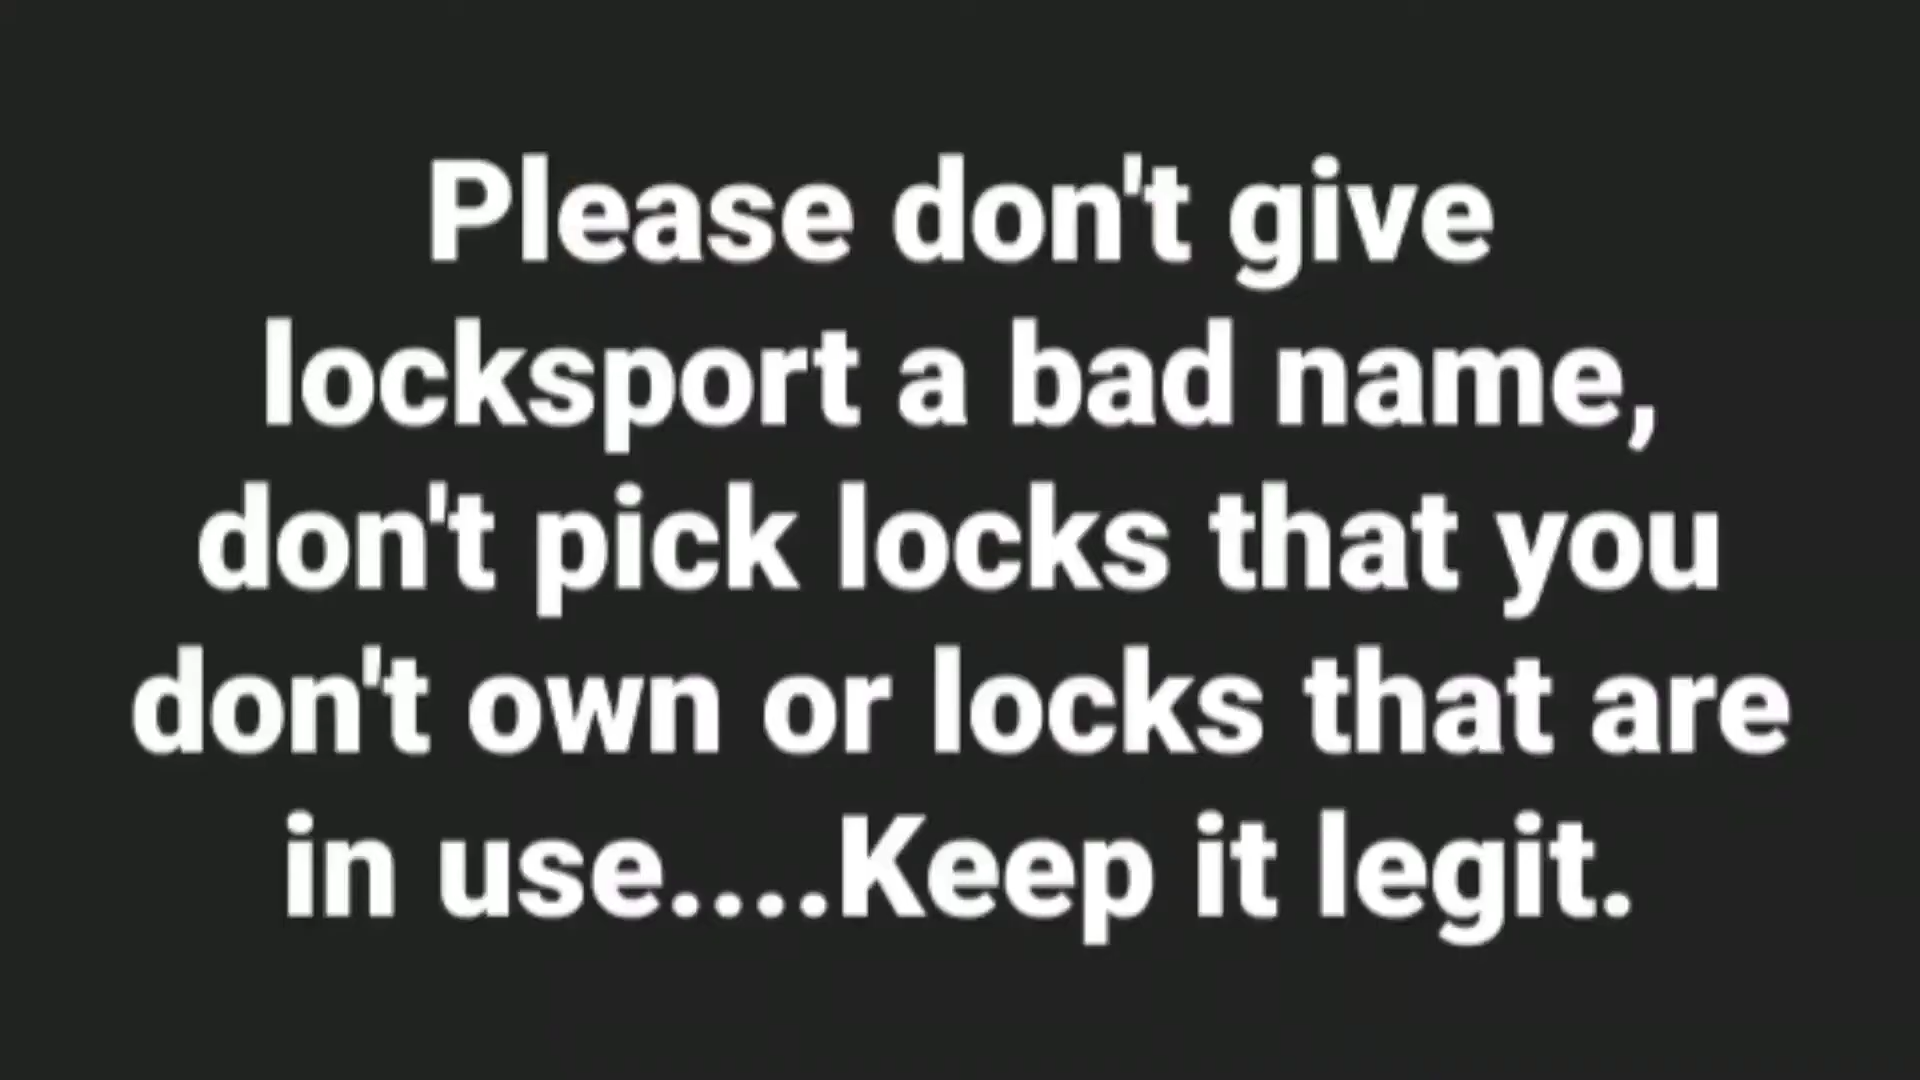 Please don't give
locksport a bad name,
don't pick locks that you
don't own or locks that are
in use....Keep it legit.